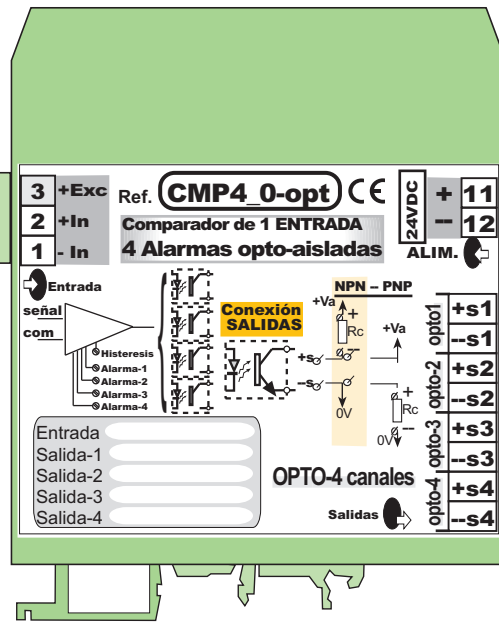 3 +Exc
2 +In
1 - In
Ref. CMP4_0-opt CE
Comparador de 1 ENTRADA
4 Alarmas opto-aisladas
24VDC
+ 11
-- 12
ALIM.
Entrada
señal
com
Histeresis
Alarma-1
Alarma-2
Alarma-3
Alarma-4
Conexión
SALIDAS
NPN – PNP
+Va
+
Rc
--
+s
--s
0V
+Va
+
Rc
--
0V
opto1
+s1
--s1
opto-2
+s2
--s2
opto-3
+s3
--s3
opto-4
+s4
--s4
Entrada
Salida-1
Salida-2
Salida-3
Salida-4
OPTO-4 canales
Salidas